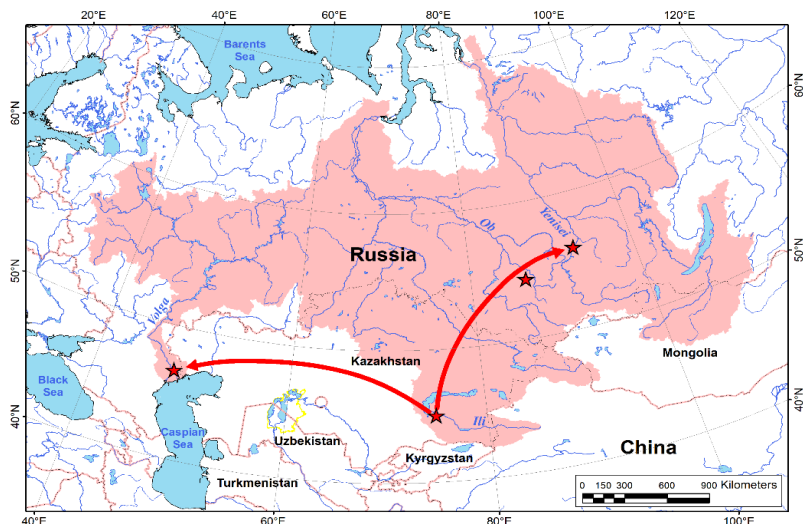 20°E
40°E
60°E
80°E
100°E
120°E
Barents
Sea
60°N
60°N
Ob
Yenisei
Russia
50°N
50°N
Volga
Kazakhstan
Mongolia
Black
Sea
40°N
40°N
Ili
Caspian
Sea
Uzbekistan
China
Kyrgyzstan
Turkmenistan
0 150 300 600 900 Kilometers
40°E
60°E
80°E
100°E